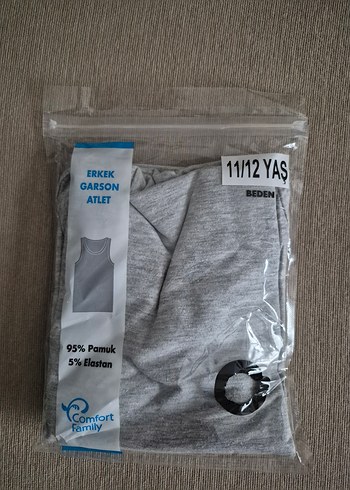 ERKEK
GARSON
ATLET
11/12 YAŞ
BEDEN
95% Pamuk
5% Elastan
Comfort
Family